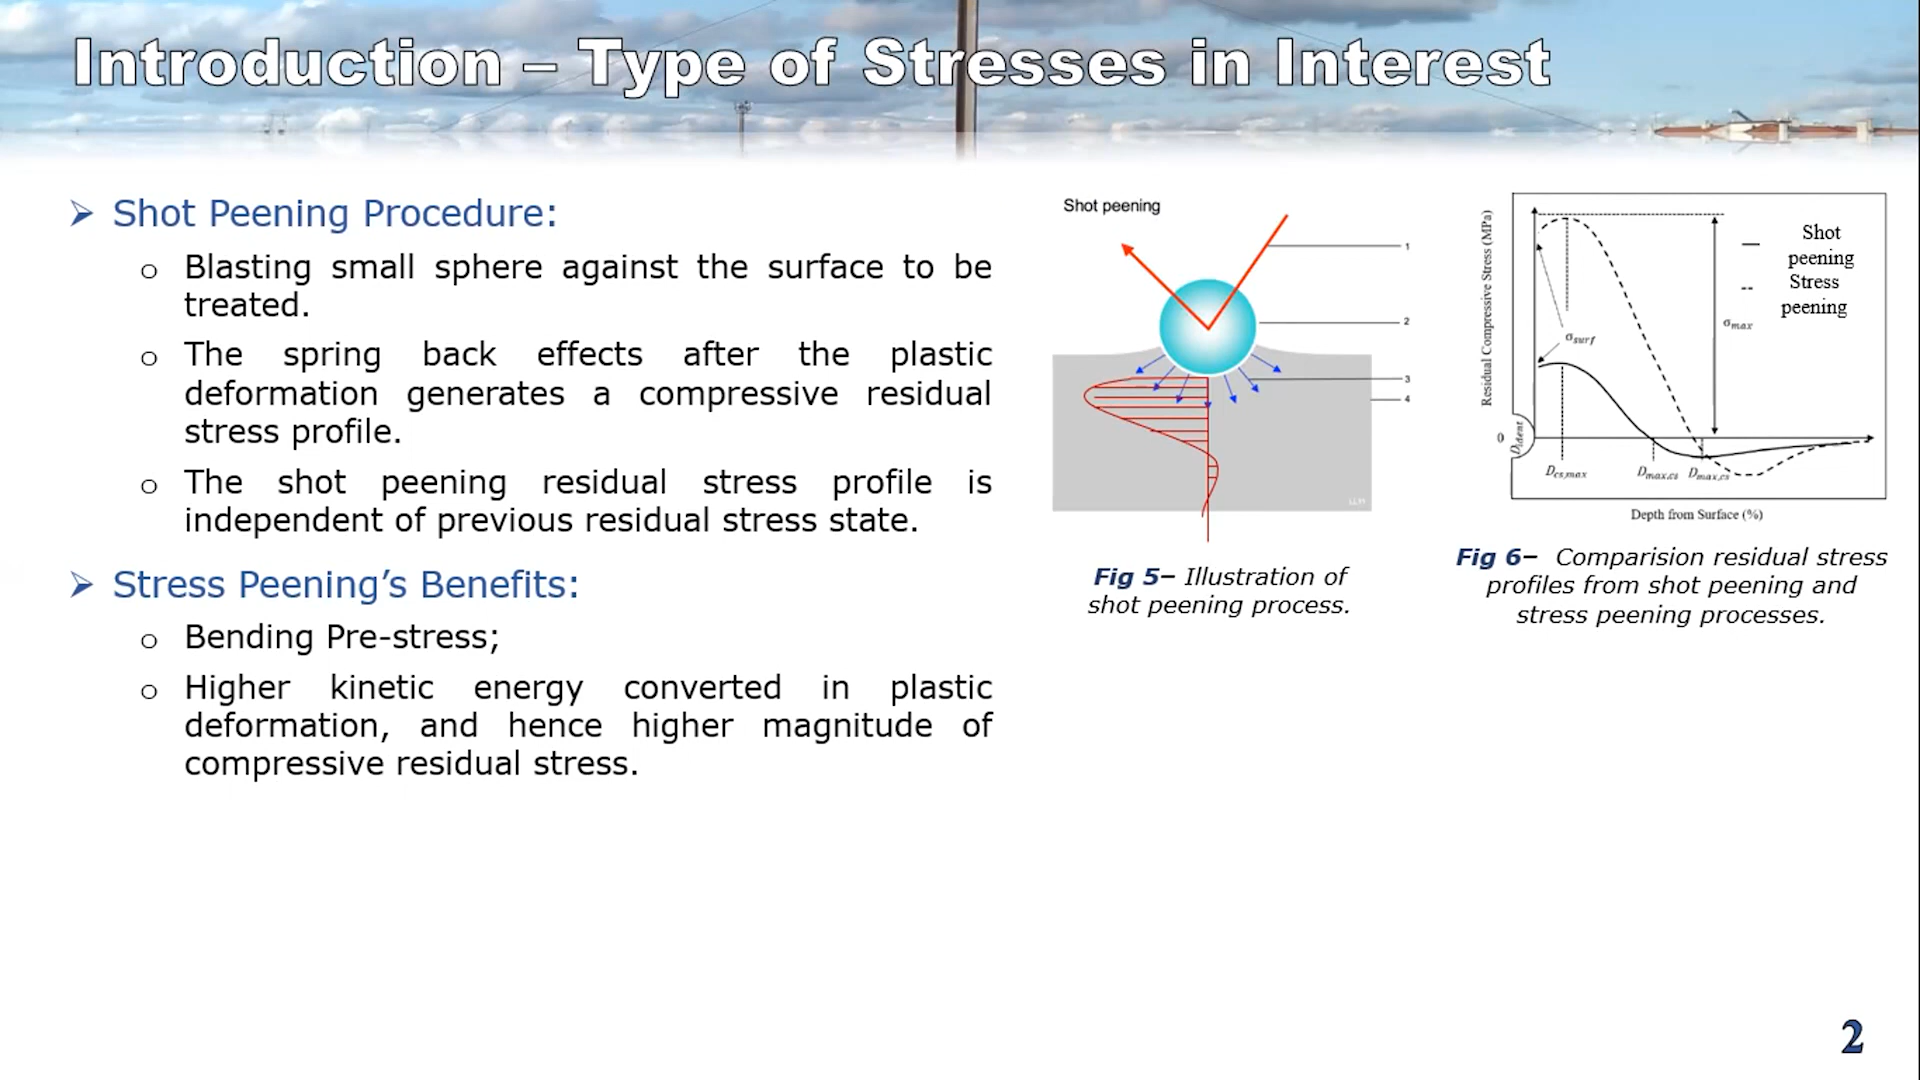 Introduction – Type of Stresses in Interest
➢ Shot Peening Procedure:
o Blasting small sphere against the surface to be
treated.
o The spring back effects after the plastic
deformation generates a compressive residual
stress profile.
o The shot peening residual stress profile is
independent of previous residual stress state.
➢ Stress Peening’s Benefits:
o Bending Pre-stress;
o Higher kinetic energy converted in plastic
deformation, and hence higher magnitude of
compressive residual stress.
Shot peening
1
2
3
4
LLM
Fig 5– Illustration of
shot peening process.
Residual Compressive Stress (MPa)
Shot
peening
Stress
peening
σmax
σsurf
0
Dident
Dcs,max
Dmax,cs
Dmax,cs
Depth from Surface (%)
Fig 6– Comparision residual stress
profiles from shot peening and
stress peening processes.
2